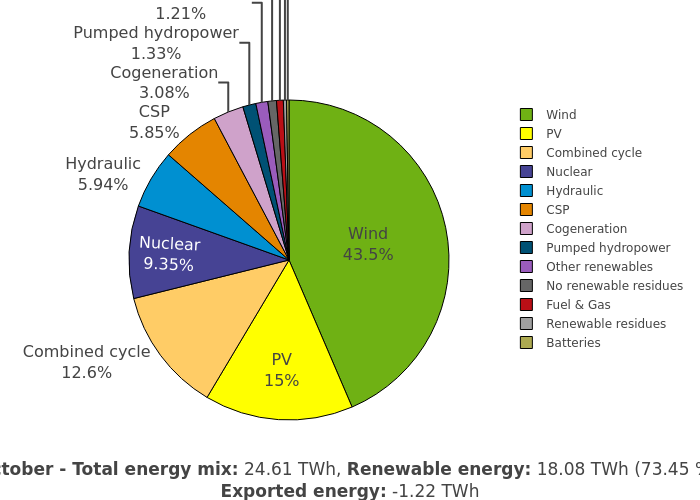 1.21%
Pumped hydropower
1.33%
Cogeneration
3.08%
CSP
5.85%
Hydraulic
5.94%
Nuclear
9.35%
Combined cycle
12.6%
PV
15%
Wind
43.5%
Wind
PV
Combined cycle
Nuclear
Hydraulic
CSP
Cogeneration
Pumped hydropower
Other renewables
No renewable residues
Fuel & Gas
Renewable residues
Batteries
ctober - Total energy mix: 24.61 TWh, Renewable energy: 18.08 TWh (73.45 %
Exported energy: -1.22 TWh